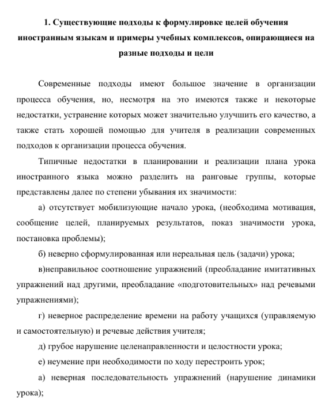 1. Существующие подходы к формулировке целей обучения
иностранным языкам и примеры учебных комплексов, опирающиеся на
разные подходы и цели
Современные подходы имеют большое значение в организации
процесса обучения, но, несмотря на это имеются также и некоторые
недостатки, устранение которых может значительно улучшить его качество, а
также стать хорошей помощью для учителя в реализации современных
подходов к организации процесса обучения.
Типичные недостатки в планировании и реализации плана урока
иностранного языка можно разделить на ранговые группы, которые
представлены далее по степени убывания их значимости:
а) отсутствует мобилизующие начало урока, (необходима мотивация,
сообщение целей, планируемых результатов, показ значимости урока,
постановка проблемы);
б) неверно сформулированная или нереальная цель (задачи) урока;
в)неправильное соотношение упражнений (преобладание имитативных
упражнений над другими, преобладание «подготовительных» над речевыми
упражнениями);
г) неверное распределение времени на работу учащихся (управляемую
и самостоятельную) и речевые действия учителя;
д) грубое нарушение целенаправленности и целостности урока;
е) неумение при необходимости по ходу перестроить урок;
а) неверная последовательность упражнений (нарушение динамики
урока);